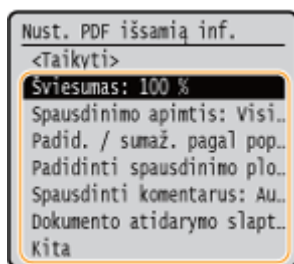 Nust. PDF išsamią inf.
<Taikyti>
Šviesumas: 100 %
Spausdinimo apimtis: Visi…
Padid. / sumaž. pagal pop…
Padidinti spausdinimo plo…
Spausdinti komentarus: Au…
Dokumento atidarymo slapt…
Kita